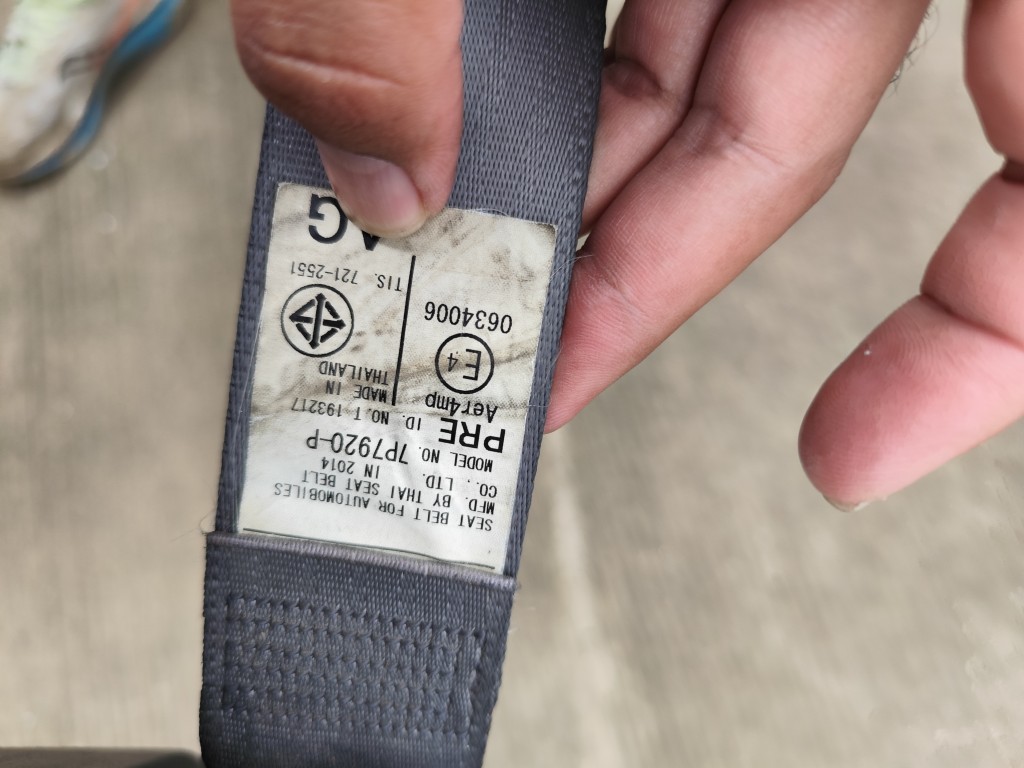 SEAT BELT FOR AUTOMOBILES
MFD. BY THAI SEAT BELT
CO., LTD. IN 2014
MODEL NO. 7P7920-P
PRE ID. NO. T 193217
Aer4mp
E4
0634006
MADE IN
THAILAND
TIS. 721-2551
AG